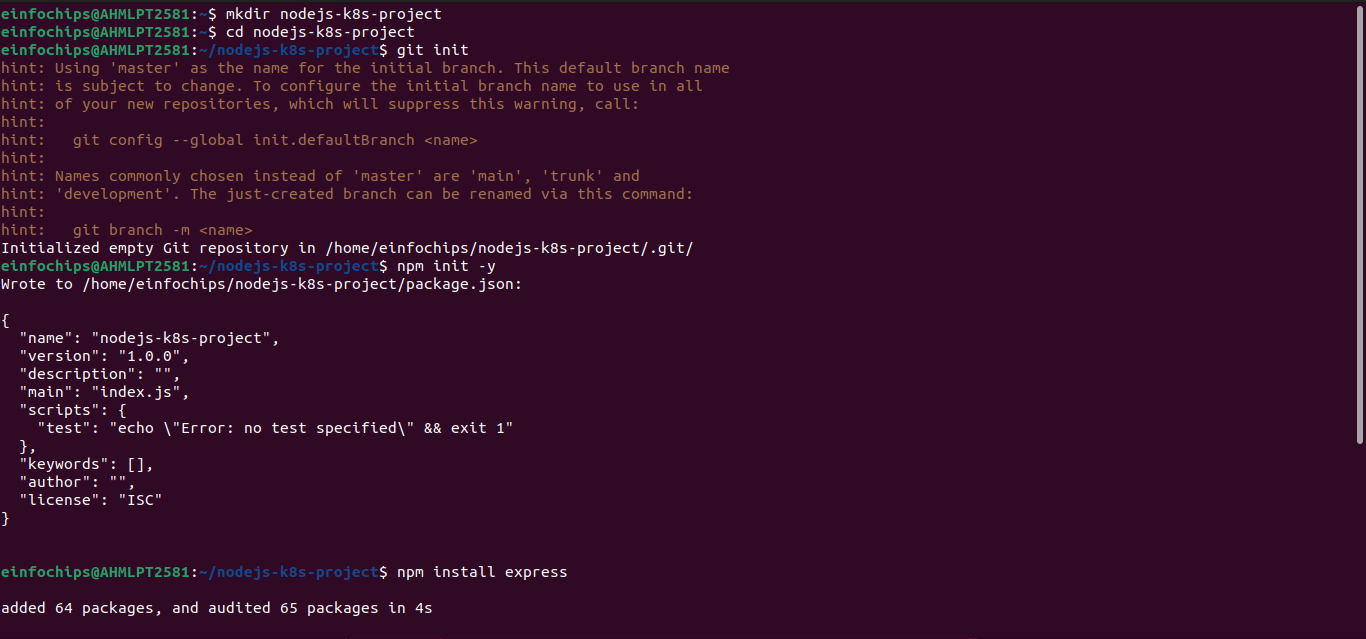 einfochips@AHMLPT2581:~$ mkdir nodejs-k8s-project
einfochips@AHMLPT2581:~$ cd nodejs-k8s-project
einfochips@AHMLPT2581:~/nodejs-k8s-project$ git init
hint: Using 'master' as the name for the initial branch. This default branch name
hint: is subject to change. To configure the initial branch name to use in all
hint: of your new repositories, which will suppress this warning, call:
hint:
hint:   git config --global init.defaultBranch <name>
hint:
hint: Names commonly chosen instead of 'master' are 'main', 'trunk' and
hint: 'development'. The just-created branch can be renamed via this command:
hint:
hint:   git branch -m <name>
Initialized empty Git repository in /home/einfochips/nodejs-k8s-project/.git/
einfochips@AHMLPT2581:~/nodejs-k8s-project$ npm init -y
Wrote to /home/einfochips/nodejs-k8s-project/package.json:

{
  "name": "nodejs-k8s-project",
  "version": "1.0.0",
  "description": "",
  "main": "index.js",
  "scripts": {
    "test": "echo \"Error: no test specified\" && exit 1"
  },
  "keywords": [],
  "author": "",
  "license": "ISC"
}

einfochips@AHMLPT2581:~/nodejs-k8s-project$ npm install express

added 64 packages, and audited 65 packages in 4s